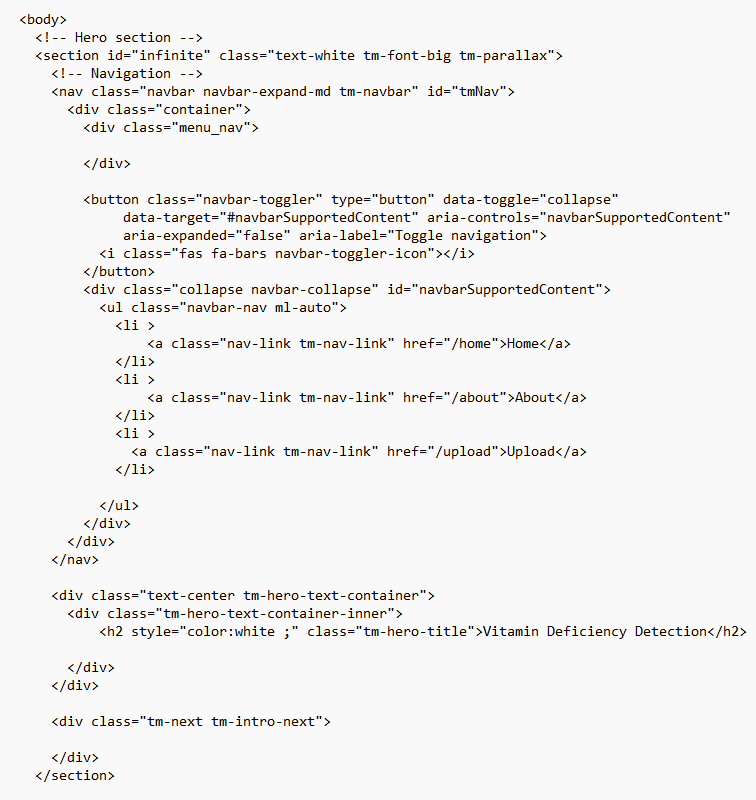 <body>
<!-- Hero section -->
<section id="infinite" class="text-white tm-font-big tm-parallax">
<!-- Navigation -->
<nav class="navbar navbar-expand-md tm-navbar" id="tmNav">
<div class="container">
<div class="menu_nav">
</div>
<button class="navbar-toggler" type="button" data-toggle="collapse"
data-target="#navbarSupportedContent" aria-controls="navbarSupportedContent"
aria-expanded="false" aria-label="Toggle navigation">
<i class="fas fa-bars navbar-toggler-icon"></i>
</button>
<div class="collapse navbar-collapse" id="navbarSupportedContent">
<ul class="navbar-nav ml-auto">
<li >
<a class="nav-link tm-nav-link" href="/home">Home</a>
</li>
<li >
<a class="nav-link tm-nav-link" href="/about">About</a>
</li>
<li >
<a class="nav-link tm-nav-link" href="/upload">Upload</a>
</li>
</ul>
</div>
</div>
</nav>
<div class="text-center tm-hero-text-container">
<div class="tm-hero-text-container-inner">
<h2 style="color:white ;" class="tm-hero-title">Vitamin Deficiency Detection</h2>
</div>
</div>
<div class="tm-next tm-intro-next">
</div>
</section>